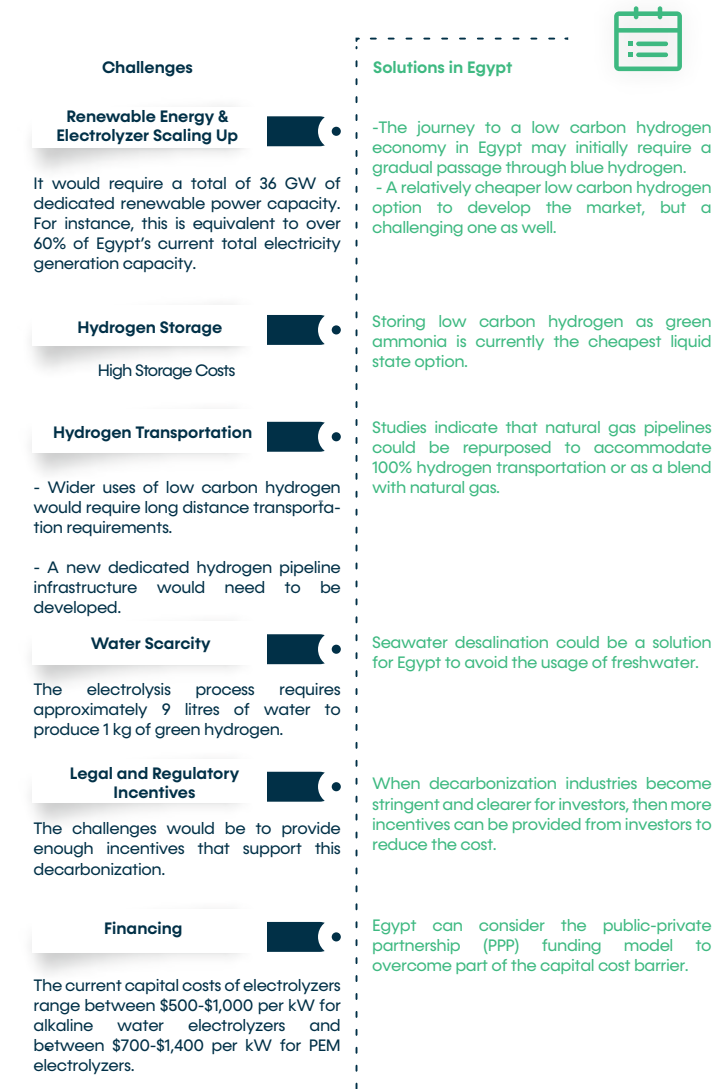 Challenges
Solutions in Egypt
Renewable Energy &
Electrolyzer Scaling Up
It would require a total of 36 GW of
dedicated renewable power capacity.
For instance, this is equivalent to over
60% of Egypt's current total electricity
generation capacity.
-The journey to a low carbon hydrogen
economy in Egypt may initially require a
gradual passage through blue hydrogen.
- A relatively cheaper low carbon hydrogen
option to develop the market, but a
challenging one as well.
Hydrogen Storage
High Storage Costs
Storing low carbon hydrogen as green
ammonia is currently the cheapest liquid
state option.
Hydrogen Transportation
- Wider uses of low carbon hydrogen
would require long distance transporta-
tion requirements.
- A new dedicated hydrogen pipeline
infrastructure would need to be
developed.
Studies indicate that natural gas pipelines
could be repurposed to accommodate
100% hydrogen transportation or as a blend
with natural gas.
Water Scarcity
The electrolysis process requires
approximately 9 litres of water to
produce 1 kg of green hydrogen.
Seawater desalination could be a solution
for Egypt to avoid the usage of freshwater.
Legal and Regulatory
Incentives
The challenges would be to provide
enough incentives that support this
decarbonization.
When decarbonization industries become
stringent and clearer for investors, then more
incentives can be provided from investors to
reduce the cost.
Financing
The current capital costs of electrolyzers
range between $500-$1,000 per kW for
alkaline water electrolyzers and
between $700-$1,400 per kW for PEM
electrolyzers.
Egypt can consider the public-private
partnership (PPP) funding model to
overcome part of the capital cost barrier.